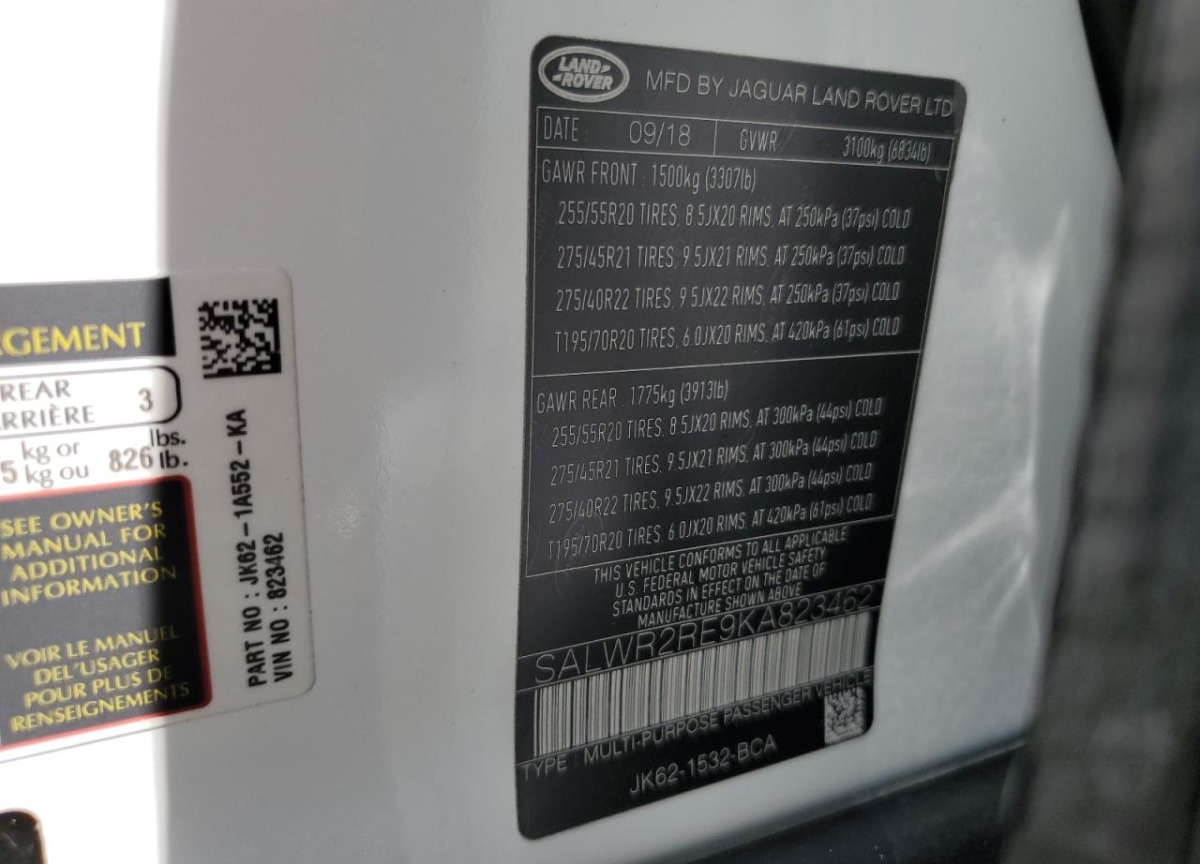 GEMENT
REAR
RRIÈRE 3
kg or lbs.
5 kg ou 826 lb.
SEE OWNER'S
MANUAL FOR
ADDITIONAL
INFORMATION
VOIR LE MANUEL
DEL'USAGER
POUR PLUS DE
RENSEIGNEMENTS
PART NO : JK62-1A552-KA
VIN NO : 823462
LAND
ROVER
MFD BY JAGUAR LAND ROVER LTD
DATE : 09/18 GVWR 3100kg (6834lb)
GAWR FRONT : 1500kg (3307lb)
255/55R20 TIRES, 8.5JX20 RIMS, AT 250kPa (37psi) COLD
275/45R21 TIRES, 9.5JX21 RIMS, AT 250kPa (37psi) COLD
275/40R22 TIRES, 9.5JX22 RIMS, AT 250kPa (37psi) COLD
T195/70R20 TIRES, 6.0JX20 RIMS, AT 420kPa (61psi) COLD
GAWR REAR : 1775kg (3913lb)
255/55R20 TIRES, 8.5JX20 RIMS, AT 300kPa (44psi) COLD
275/45R21 TIRES, 9.5JX21 RIMS, AT 300kPa (44psi) COLD
275/40R22 TIRES, 9.5JX22 RIMS, AT 300kPa (44psi) COLD
T195/70R20 TIRES, 6.0JX20 RIMS, AT 420kPa (61psi) COLD
THIS VEHICLE CONFORMS TO ALL APPLICABLE
U.S. FEDERAL MOTOR VEHICLE SAFETY
STANDARDS IN EFFECT ON THE DATE OF
MANUFACTURE SHOWN ABOVE
SALWR2RE9KA823462
TYPE : MULTI-PURPOSE PASSENGER VEHICLE
JK62-1532-BCA